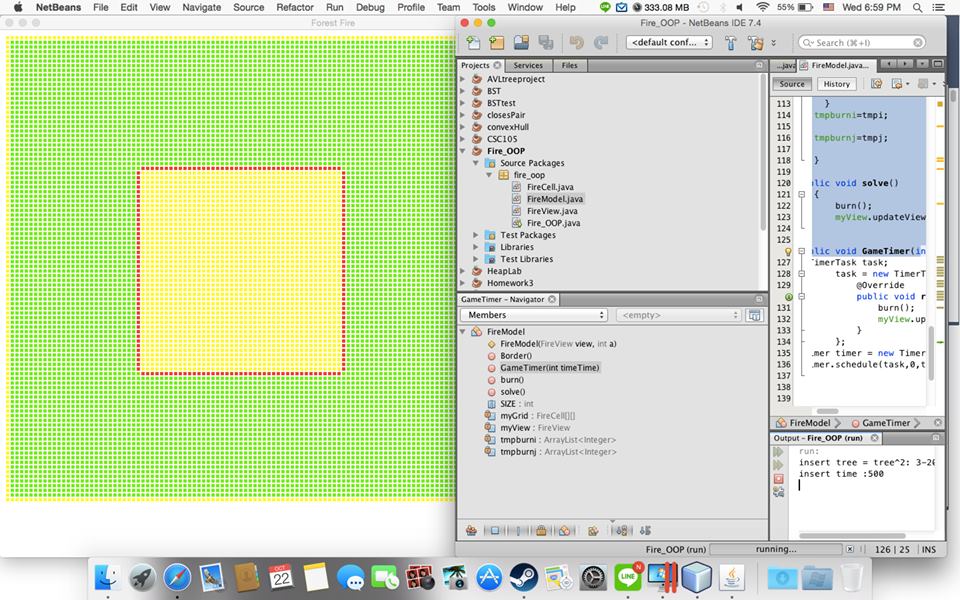 NetBeans File Edit View Navigate Source Refactor Run Debug Profile Team Tools Window Help 9 333.08 MB 55% Wed 6:59 PM
Forest Fire
Fire_OOP - NetBeans IDE 7.4
<default conf...
Search (⌘+I)
Projects Services Files
AVLtreeproject
BST
BSTtest
closesPair
convexHull
CSC105
Fire_OOP
Source Packages
fire_oop
FireCell.java
FireModel.java
FireView.java
Fire_OOP.java
Test Packages
Libraries
Test Libraries
HeapLab
Homework3
GameTimer - Navigator
Members <empty>
FireModel
FireModel(FireView view, int a)
Border()
GameTimer(int timeTime)
burn()
solve()
SIZE : int
myGrid : FireCell[][]
myView : FireView
tmpburni : ArrayList<Integer>
tmpburnj : ArrayList<Integer>
...java FireModel.java...
Source History
113 }
114 tmpburni=tmpi;
115
116 tmpburnj=tmpj;
117
118 }
119
120 blic void solve()
121 {
122 burn();
123 myView.updateView
124
125
blic void GameTimer(in
127 TimerTask task;
128 task = new TimerT
129 @Override
public void r
131 burn();
132 myView.up
133 }
134 };
135 mer timer = new Timer
136 mer.schedule(task,0,t
137
138
139
FireModel GameTimer
Output - Fire_OOP (run)
run:
insert tree = tree^2: 3-20
insert time :500
Fire_OOP (run) running... 126 | 25 INS
OCT
22
LINE
N